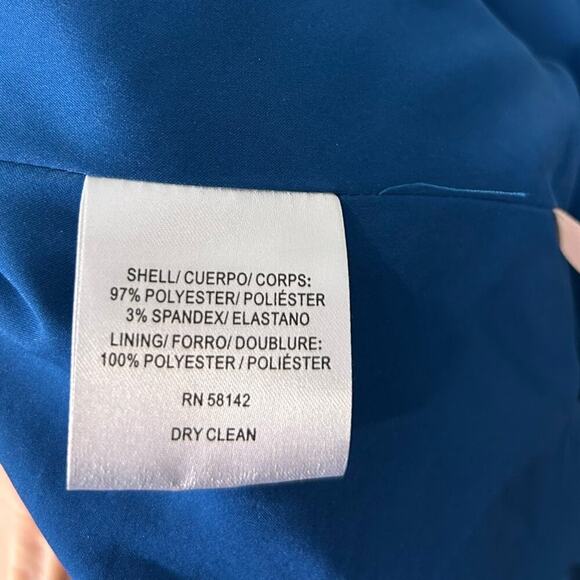 SHELL/ CUERPO/ CORPS:
97% POLYESTER/ POLIÉSTER
3% SPANDEX/ ELASTANO
LINING/ FORRO/ DOUBLURE:
100% POLYESTER/ POLIÉSTER
RN 58142
DRY CLEAN